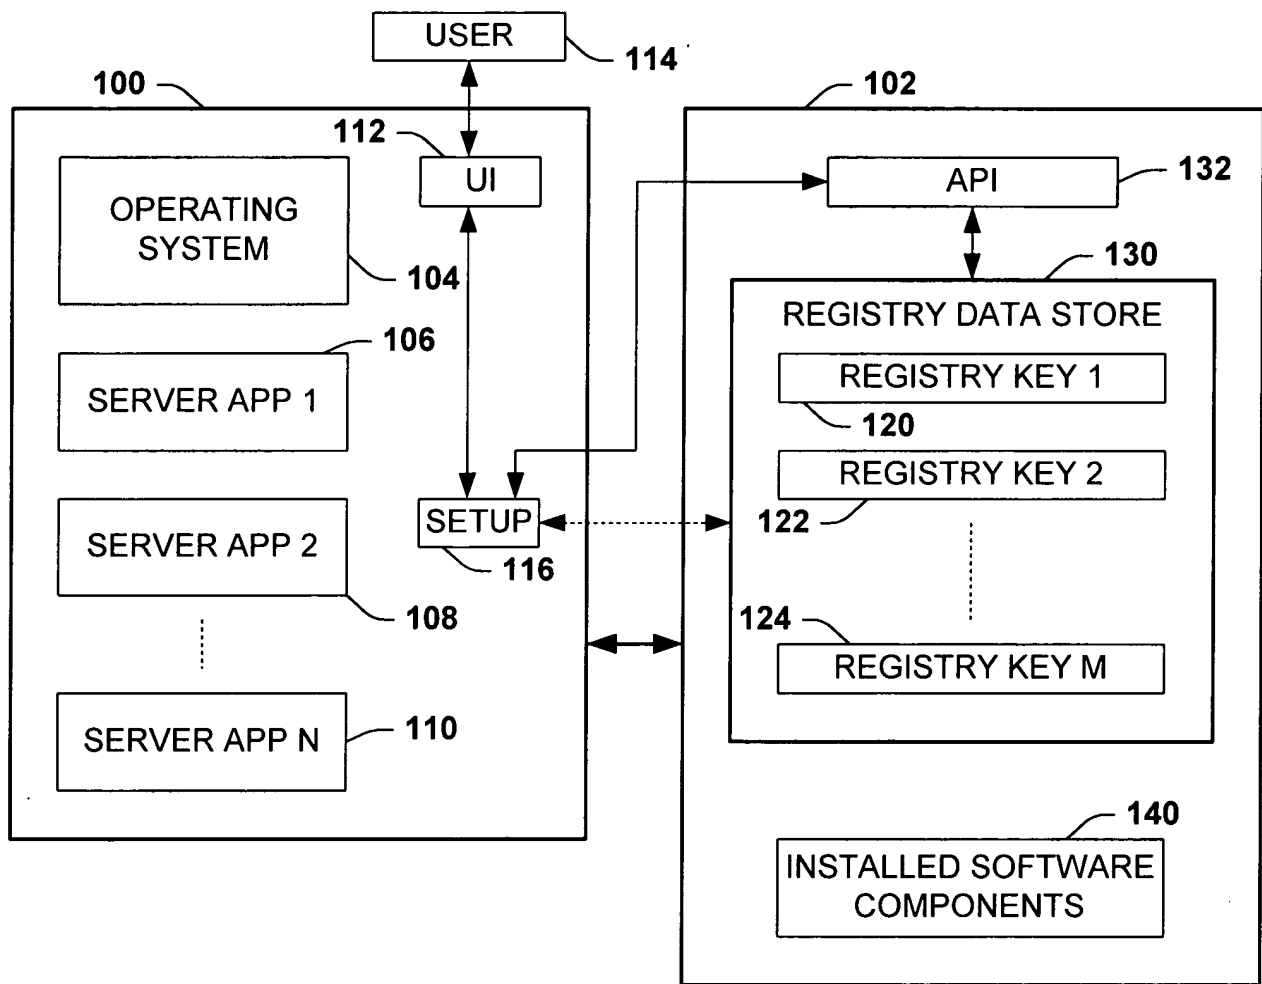 USER
114
100
102
112
UI
API
132
OPERATING
SYSTEM
104
130
REGISTRY DATA STORE
106
SERVER APP 1
REGISTRY KEY 1
120
REGISTRY KEY 2
122
SETUP
116
SERVER APP 2
108
124
REGISTRY KEY M
SERVER APP N
110
140
INSTALLED SOFTWARE
COMPONENTS